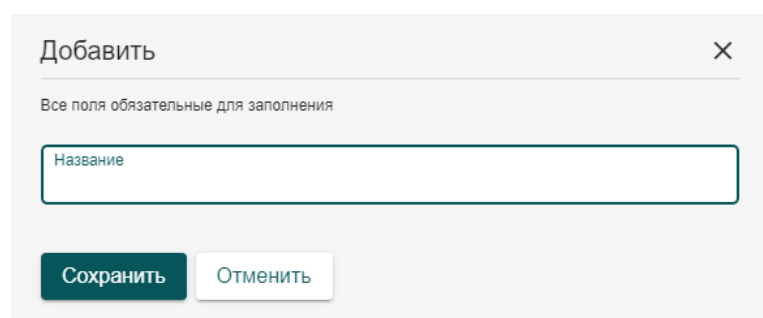 Добавить
Все поля обязательные для заполнения
Название
Сохранить Отменить